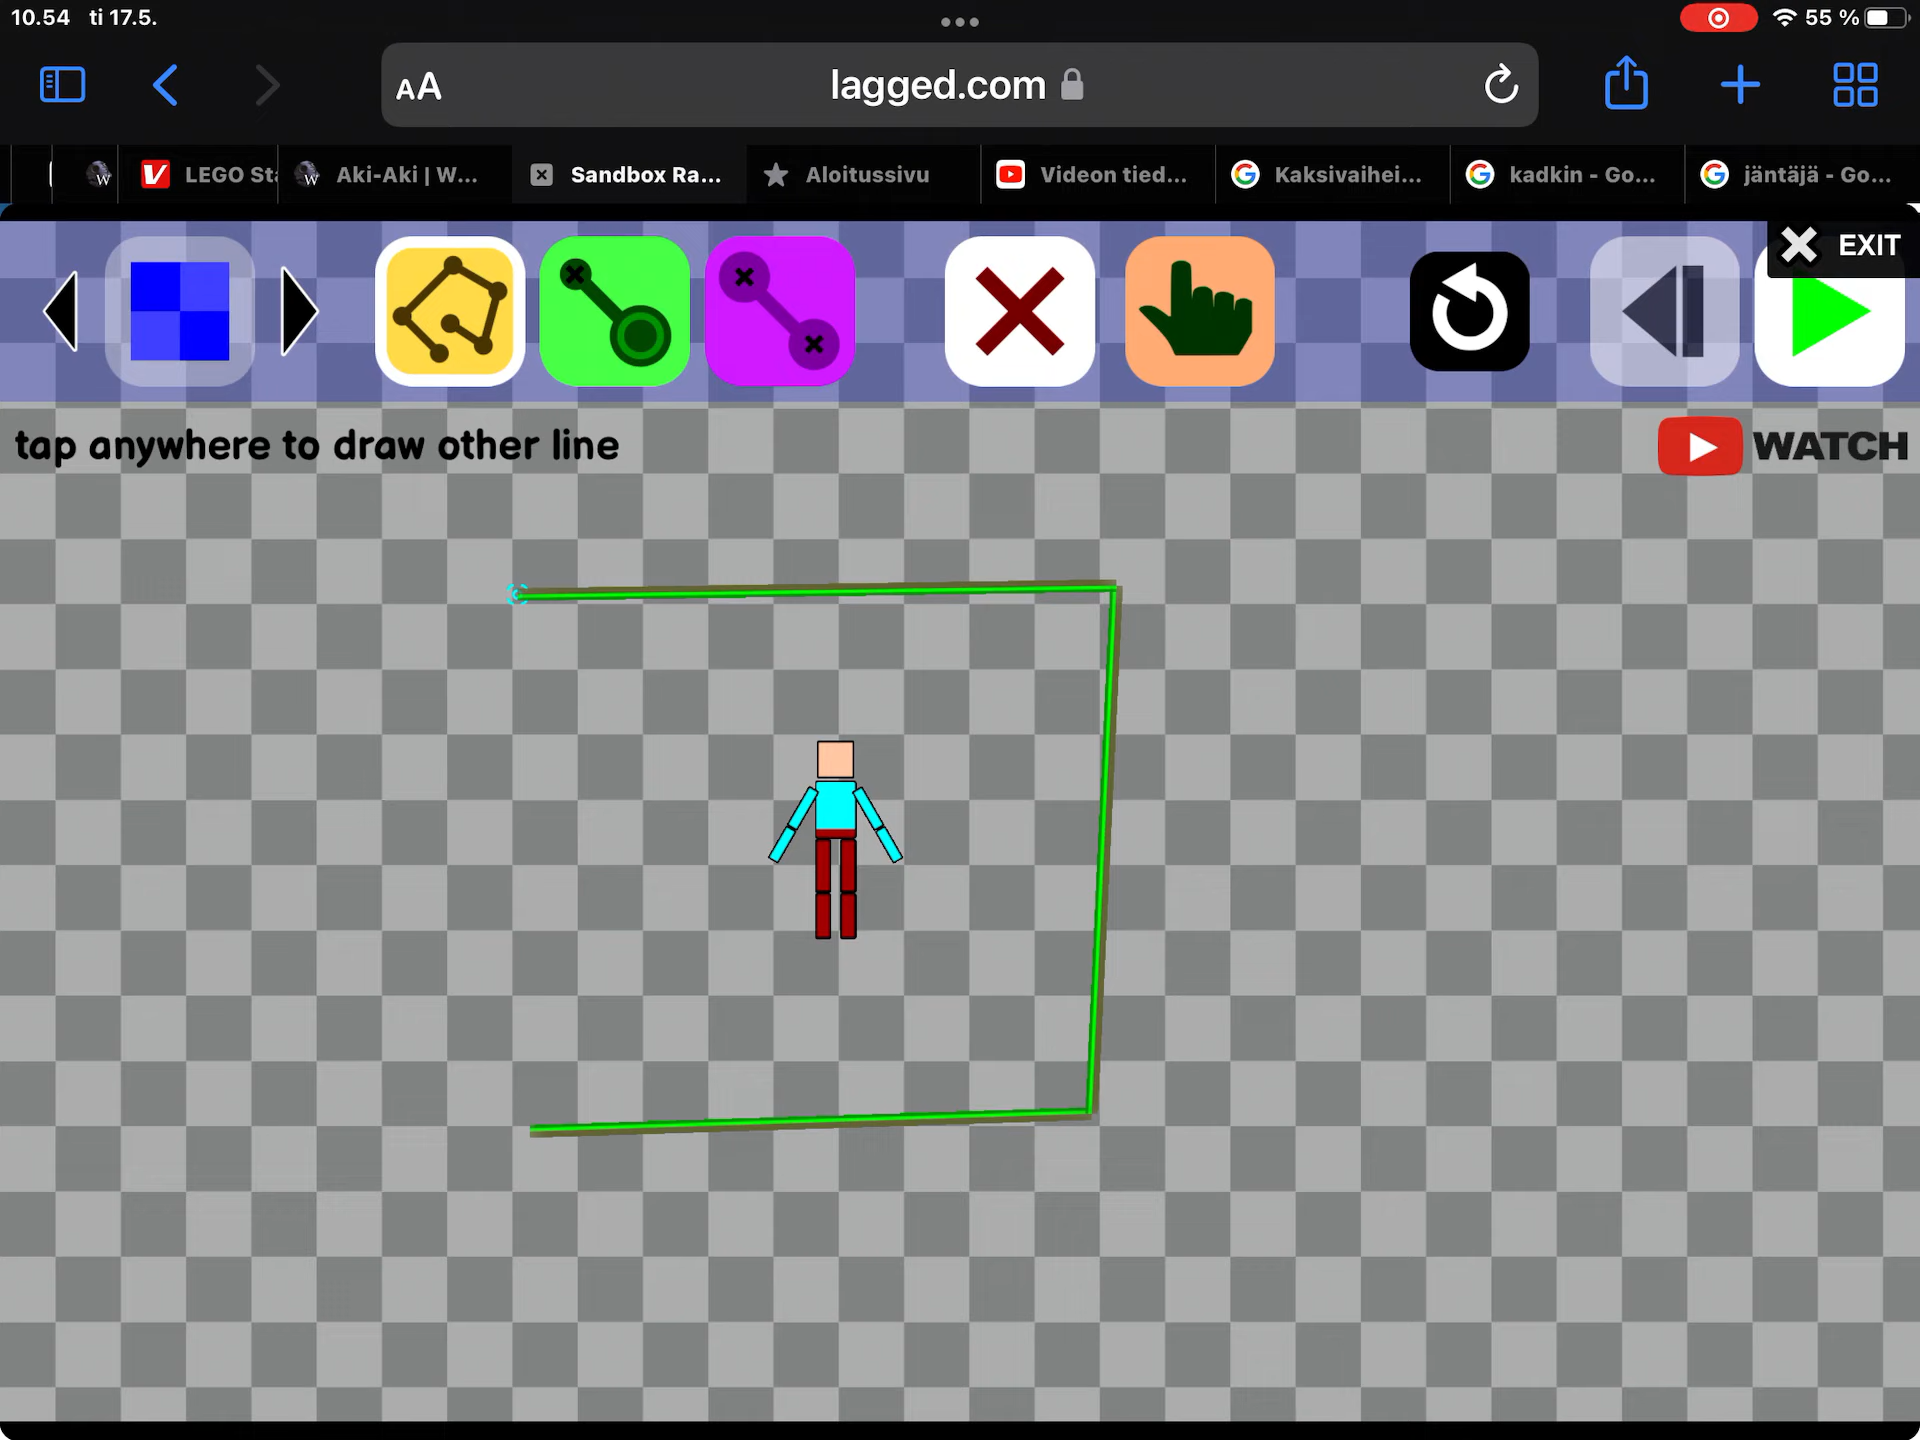 10.54 ti 17.5.
55 %
AA lagged.com
LEGO Sta
Aki-Aki | W...
Sandbox Ra...
Aloitussivu
Videon tied...
Kaksivaihei...
kadkin - Go...
jäntäjä - Go...
EXIT
tap anywhere to draw other line
WATCH